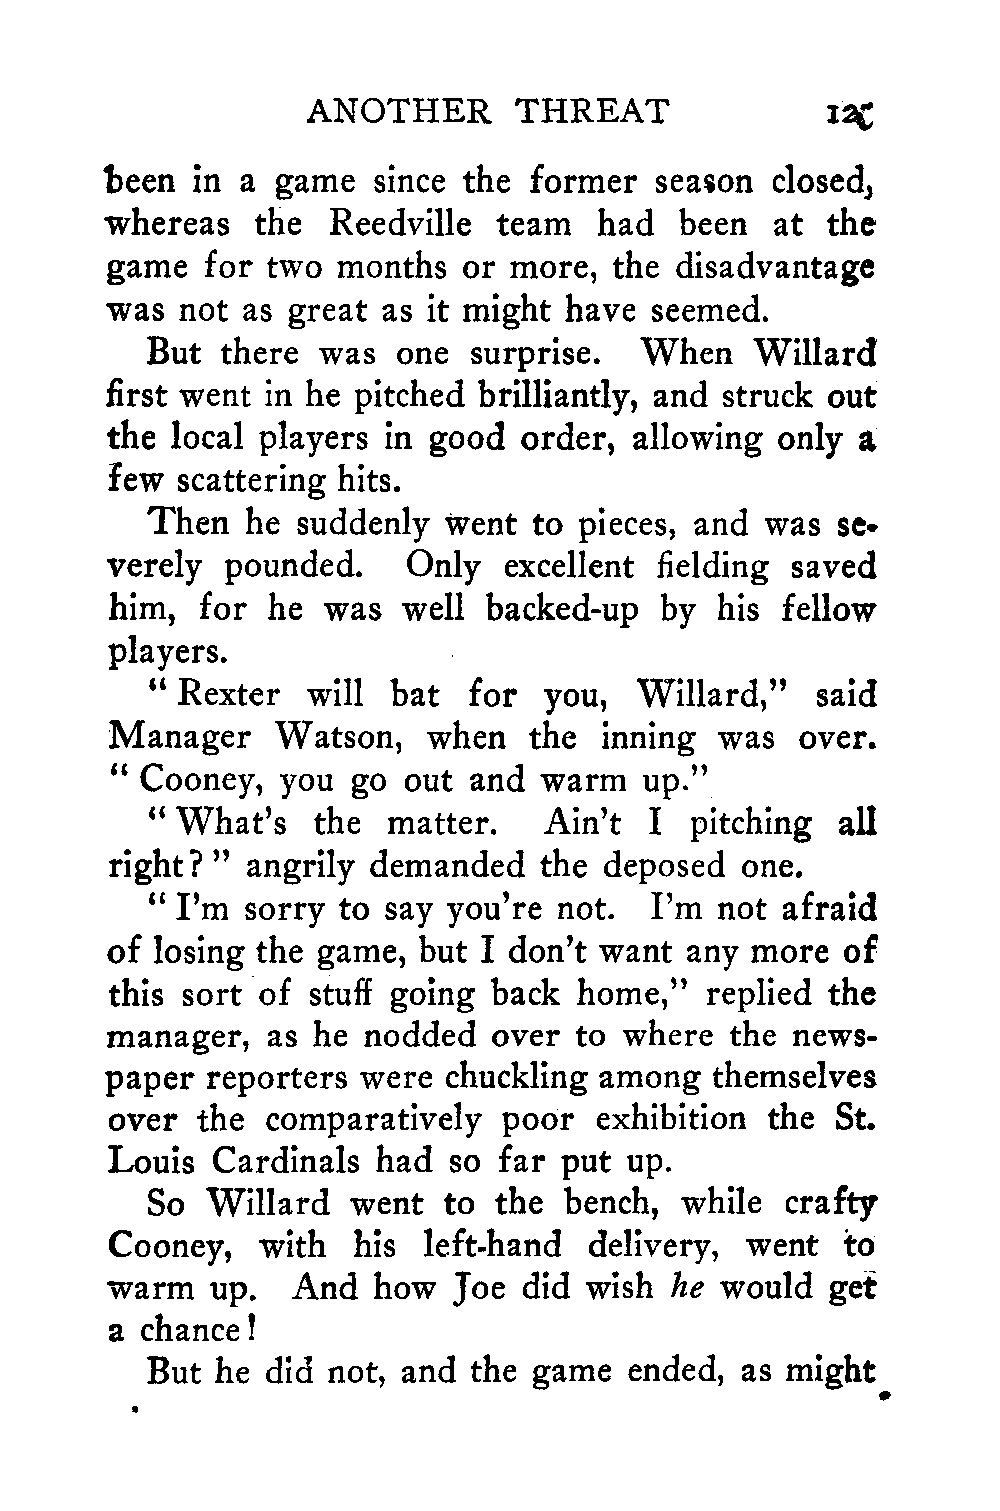 ANOTHER THREAT
been in a game since the former season closed,
whereas the Reedville team had been at the
game for two months or more, the disadvantage
was not as great as it might have seemed.
But there was one surprise. When Willard
first went in he pitched brilliantly, and struck out
the local players in good order, allowing only a
few scattering hits.
Then he suddenly went to pieces, and was se-
verely pounded. Only excellent fielding saved
him, for he was well backed-up by his fellow
players.
“ Rexter will bat for you, Willard,” said
Manager Watson, when the inning was over.
“ Cooney, you go out and warm up.”
“ What’s the matter. Ain’t I pitching all
right? ” angrily demanded the deposed one.
“ I’m sorry to say you’re not. I’m not afraid
of losing the game, but I don’t want any more of
this sort of stuff going back home,” replied the
manager, as he nodded over to where the news-
paper reporters were chuckling among themselves
over the comparatively poor exhibition the St.
Louis Cardinals had so far put up.
So Willard went to the bench, while crafty
Cooney, with his left-hand delivery, went to
warm up. And how Joe did wish he would get
a chance!
But he did not, and the game ended, as might